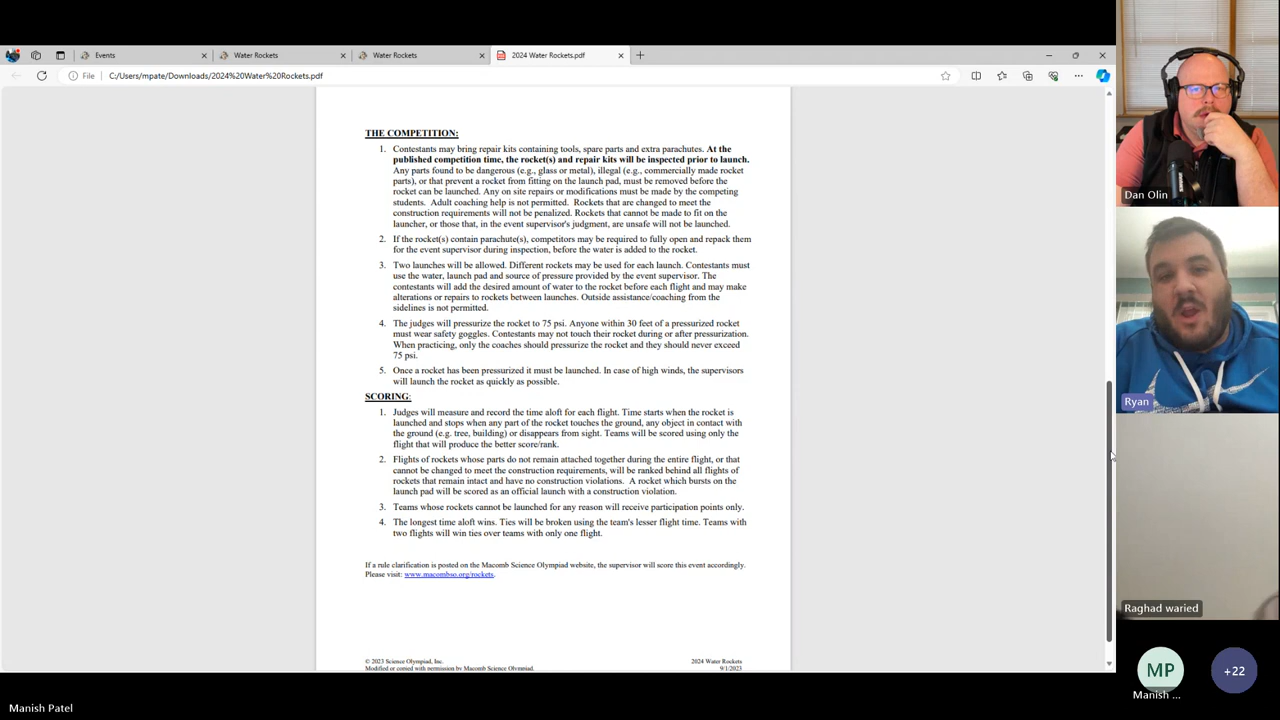 Events
Water Rockets
Water Rockets
2024 Water Rockets.pdf
File
C:/Users/mpate/Downloads/2024%20Water%20Rockets.pdf
THE COMPETITION:
1. Contestants may bring repair kits containing tools, spare parts and extra parachutes. At the
published competition time, the rocket(s) and repair kits will be inspected prior to launch.
Any parts found to be dangerous (e.g., glass or metal), illegal (e.g., commercially made rocket
parts), or that prevent a rocket from fitting on the launch pad, must be removed before the
rocket can be launched. Any on site repairs or modifications must be made by the competing
students. Adult coaching help is not permitted. Rockets that are changed to meet the
construction requirements will not be penalized. Rockets that cannot be made to fit on the
launcher, or those that, in the event supervisor's judgment, are unsafe will not be launched.
2. If the rocket(s) contain parachute(s), competitors may be required to fully open and repack them
for the event supervisor during inspection, before the water is added to the rocket.
3. Two launches will be allowed. Different rockets may be used for each launch. Contestants must
use the water, launch pad and source of pressure provided by the event supervisor. The
contestants will add the desired amount of water to the rocket before each flight and may make
alterations or repairs to rockets between launches. Outside assistance/coaching from the
sidelines is not permitted.
4. The judges will pressurize the rocket to 75 psi. Anyone within 30 feet of a pressurized rocket
must wear safety goggles. Contestants may not touch their rocket during or after pressurization.
When practicing, only the coaches should pressurize the rocket and they should never exceed
75 psi.
5. Once a rocket has been pressurized it must be launched. In case of high winds, the supervisors
will launch the rocket as quickly as possible.
SCORING:
1. Judges will measure and record the time aloft for each flight. Time starts when the rocket is
launched and stops when any part of the rocket touches the ground, any object in contact with
the ground (e.g. tree, building) or disappears from sight. Teams will be scored using only the
flight that will produce the better score/rank.
2. Flights of rockets whose parts do not remain attached together during the entire flight, or that
cannot be changed to meet the construction requirements, will be ranked behind all flights of
rockets that remain intact and have no construction violations. A rocket which bursts on the
launch pad will be scored as an official launch with a construction violation.
3. Teams whose rockets cannot be launched for any reason will receive participation points only.
4. The longest time aloft wins. Ties will be broken using the team's lesser flight time. Teams with
two flights will win ties over teams with only one flight.
If a rule clarification is posted on the Macomb Science Olympiad website, the supervisor will score this event accordingly.
Please visit: www.macombso.org/rockets.
© 2023 Science Olympiad, Inc.
Modified or copied with permission by Macomb Science Olympiad.
2024 Water Rockets
9/1/2023
Dan Olin
Ryan
Raghad waried
MP
Manish ...
+22
Manish Patel